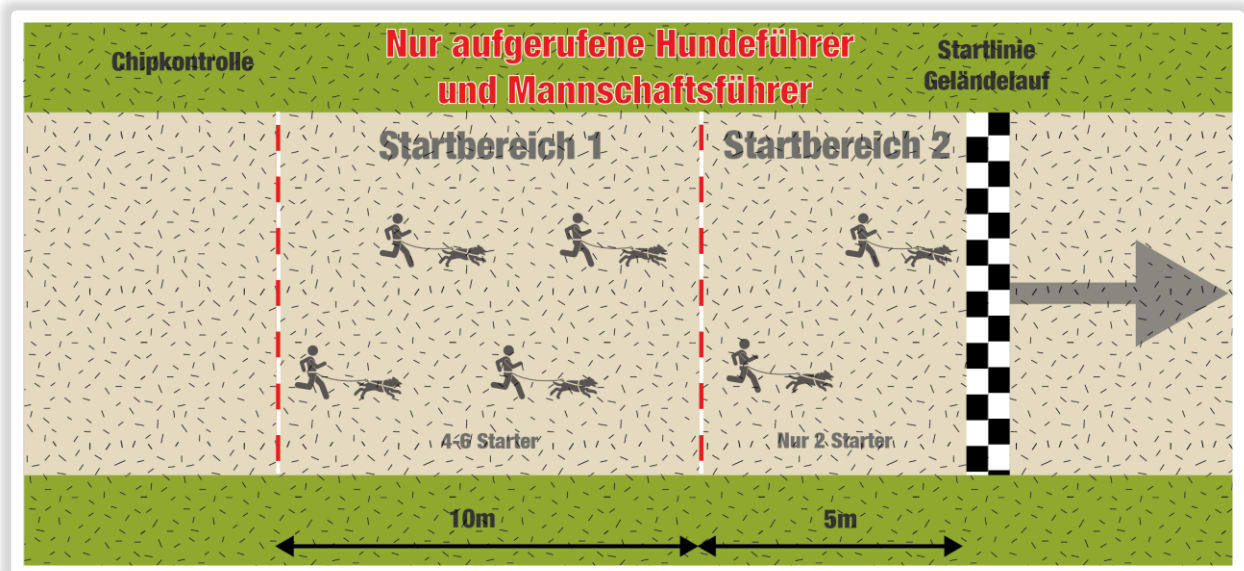 Chipkontrolle
Nur aufgerufene Hundeführer
und Mannschaftsführer
Startlinie
Geländelauf
Startbereich 1
Startbereich 2
4-6 Starter
Nur 2 Starter
10m
5m